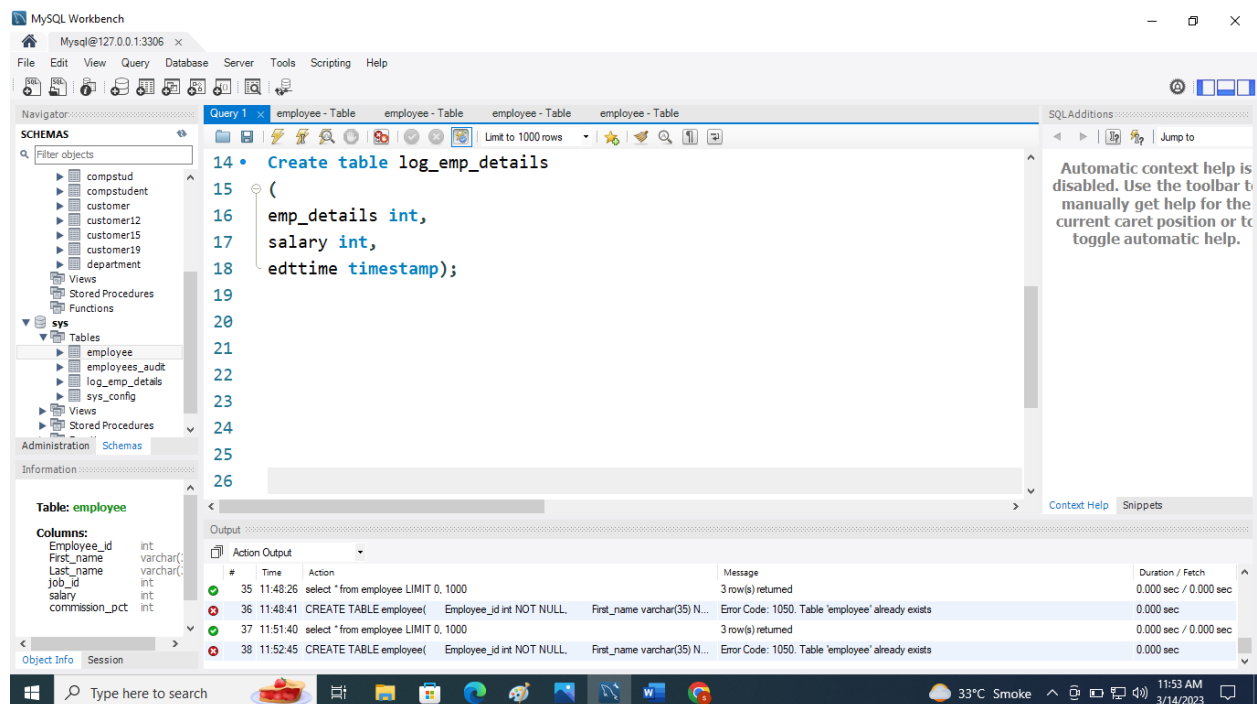 MySQL Workbench
Mysql@127.0.0.1:3306 ×
File Edit View Query Database Server Tools Scripting Help
Navigator
SCHEMAS
Filter objects
compstud
compstudent
customer
customer12
customer15
customer19
department
Views
Stored Procedures
Functions
sys
Tables
employee
employees_audit
log_emp_details
sys_config
Views
Stored Procedures
Administration Schemas
Information
Table: employee
Columns:
Employee_id int
First_name varchar(
Last_name varchar(
job_id int
salary int
commission_pct int
Object Info Session
Query 1 × employee - Table employee - Table employee - Table employee - Table
Limit to 1000 rows
14 Create table log_emp_details
15 (
16 emp_details int,
17 salary int,
18 edttime timestamp);
19
20
21
22
23
24
25
26
SQLAdditions
Jump to
Automatic context help is
disabled. Use the toolbar t
manually get help for the
current caret position or to
toggle automatic help.
Context Help Snippets
Output
Action Output
# Time Action Message Duration / Fetch
35 11:48:26 select * from employee LIMIT 0, 1000 3 row(s) returned 0.000 sec / 0.000 sec
36 11:48:41 CREATE TABLE employee( Employee_id int NOT NULL, First_name varchar(35) N... Error Code: 1050. Table 'employee' already exists 0.000 sec
37 11:51:40 select * from employee LIMIT 0, 1000 3 row(s) returned 0.000 sec / 0.000 sec
38 11:52:45 CREATE TABLE employee( Employee_id int NOT NULL, First_name varchar(35) N... Error Code: 1050. Table 'employee' already exists 0.000 sec
Type here to search
33°C Smoke
11:53 AM
3/14/2023